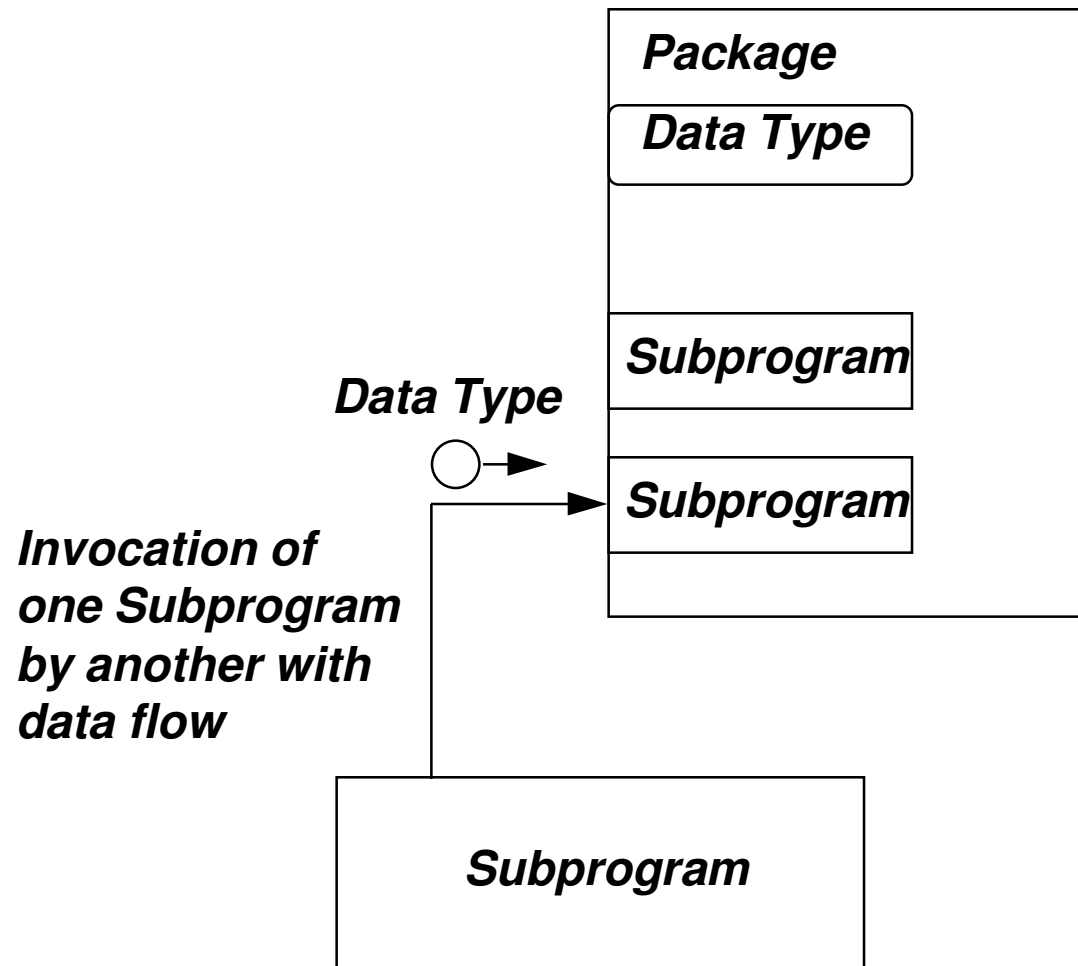 Package
Data Type
Subprogram
Data Type
Subprogram
Invocation of
one Subprogram
by another with
data flow
Subprogram